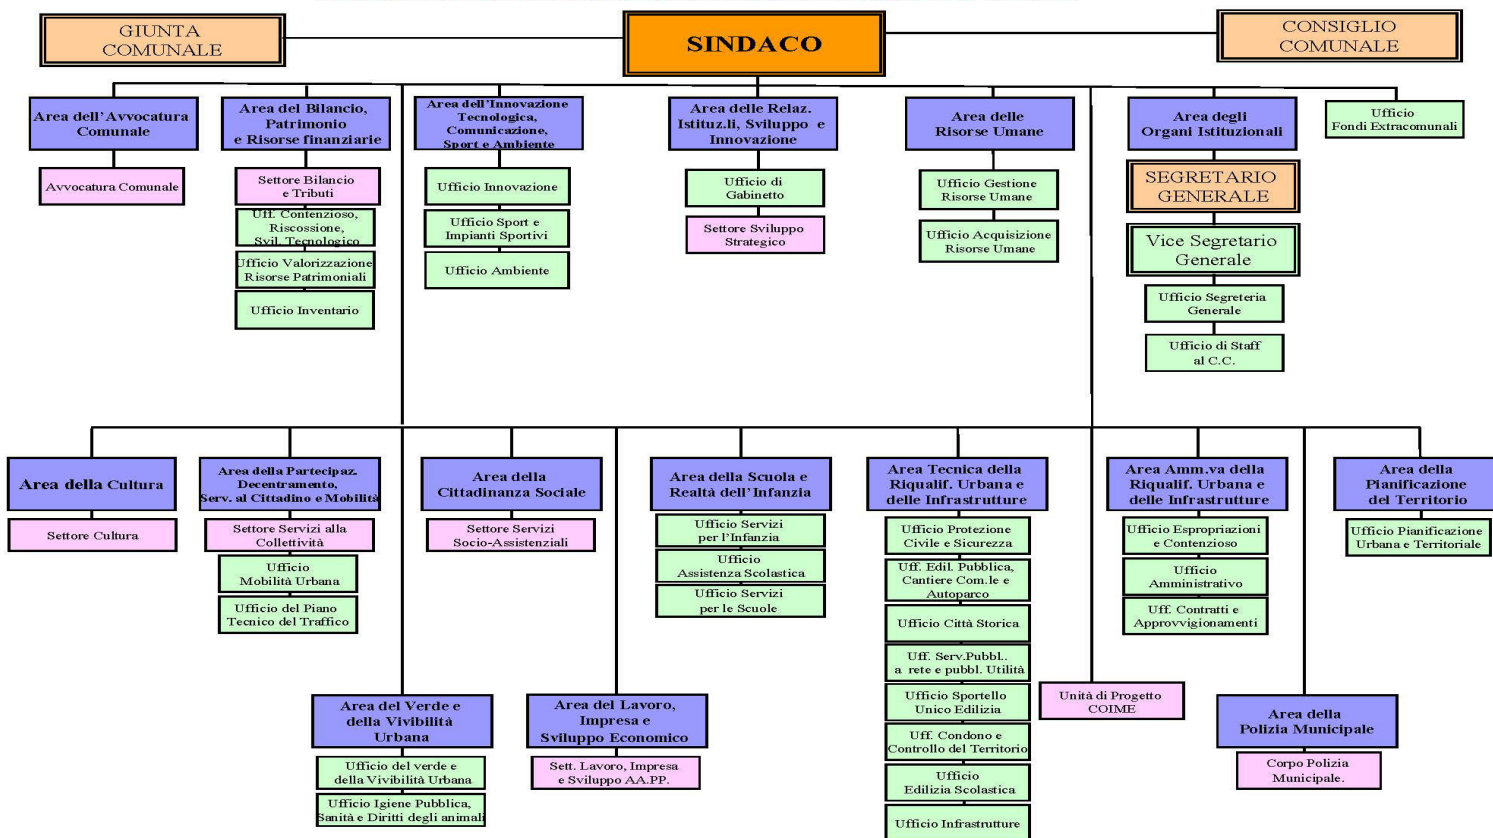 GIUNTA
COMUNALE
SINDACO
CONSIGLIO
COMUNALE
Area dell'Avvocatura
Comunale
Avvocatura Comunale
Area del Bilancio,
Patrimonio
e Risorse finanziarie
Settore Bilancio
e Tributi
Uff. Contenzioso,
Riscossione,
Svil. Tecnologico
Ufficio Valorizzazione
Risorse Patrimoniali
Ufficio Inventario
Area dell'Innovazione
Tecnologica,
Comunicazione,
Sport e Ambiente
Ufficio Innovazione
Ufficio Sport e
Impianti Sportivi
Ufficio Ambiente
Area delle Relaz.
Istituz.li, Sviluppo e
Innovazione
Ufficio di
Gabinetto
Settore Sviluppo
Strategico
Area delle
Risorse Umane
Ufficio Gestione
Risorse Umane
Ufficio Acquisizione
Risorse Umane
Area degli
Organi Istituzionali
SEGRETARIO
GENERALE
Vice Segretario
Generale
Ufficio Segreteria
Generale
Ufficio di Staff
al C.C.
Ufficio
Fondi Extracomunali
Area della Cultura
Settore Cultura
Area della Partecipaz.
Decentramento,
Serv. al Cittadino e Mobilità
Settore Servizi alla
Collettività
Ufficio
Mobilità Urbana
Ufficio del Piano
Tecnico del Traffico
Area della
Cittadinanza Sociale
Settore Servizi
Socio-Assistenziali
Area della Scuola e
Realtà dell'Infanzia
Ufficio Servizi
per l'Infanzia
Ufficio
Assistenza Scolastica
Ufficio Servizi
per le Scuole
Area Tecnica della
Riqualif. Urbana e
delle Infrastrutture
Ufficio Protezione
Civile e Sicurezza
Uff. Edil. Pubblica,
Cantiere Com.le e
Autoparco
Ufficio Città Storica
Uff. Serv.Pubbl..
a rete e pubbl. Utilità
Ufficio Sportello
Unico Edilizia
Uff. Condono e
Controllo del Territorio
Ufficio
Edilizia Scolastica
Ufficio Infrastrutture
Area Amm.va della
Riqualif. Urbana e
delle Infrastrutture
Ufficio Espropriazioni
e Contenzioso
Ufficio
Amministrativo
Uff. Contratti e
Approvvigionamenti
Area della
Pianificazione
del Territorio
Ufficio Pianificazione
Urbana e Territoriale
Area del Verde e
della Vivibilità
Urbana
Ufficio del verde e
della Vivibilità Urbana
Ufficio Igiene Pubblica,
Sanità e Diritti degli animali
Area del Lavoro,
Impresa e
Sviluppo Economico
Sett. Lavoro, Impresa
e Sviluppo AA.PP.
Unità di Progetto
COIME
Area della
Polizia Municipale
Corpo Polizia
Municipale.